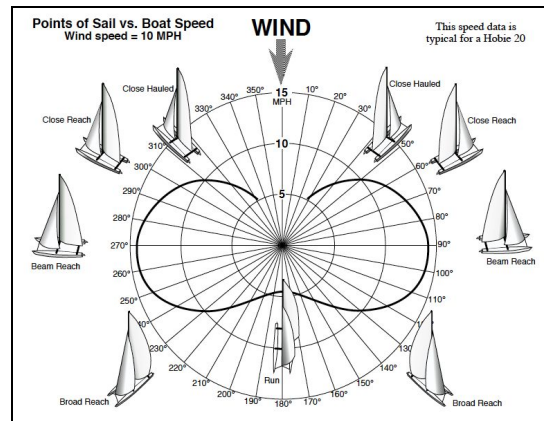 Points of Sail vs. Boat Speed
Wind speed = 10 MPH
WIND
This speed data is
typical for a Hobie 20
15
MPH
10
5
350°
340°
330°
310°
300°
290°
280°
270°
260°
250°
240°
230°
220°
210°
200°
190°
180°
170°
160°
150°
140°
110°
100°
90°
80°
70°
60°
50°
30°
20°
10°
Close Hauled
Close Hauled
Close Reach
Close Reach
Beam Reach
Beam Reach
Broad Reach
Broad Reach
Run